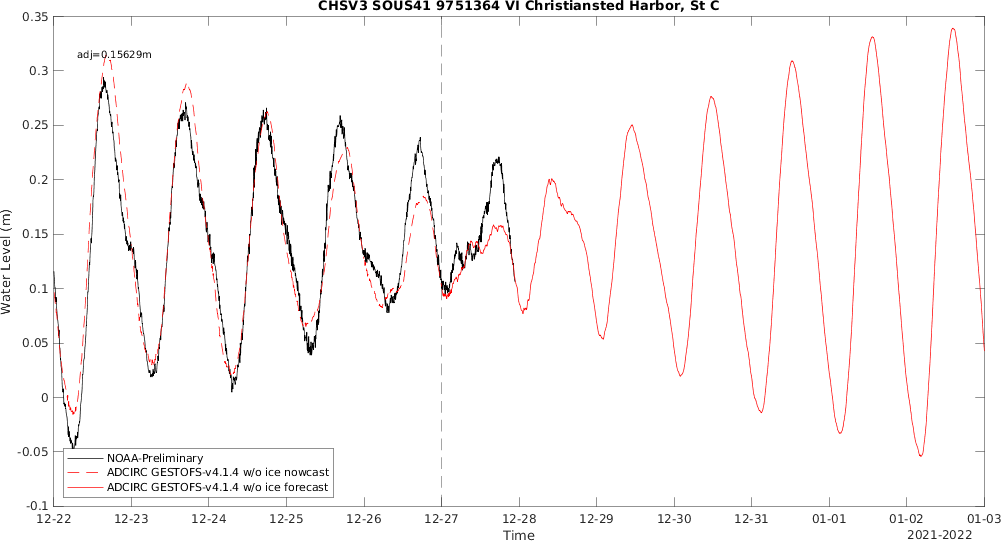 CHSV3 SOUS41 9751364 VI Christiansted Harbor, St C
adj=0.15629m
Water Level (m)
0.35
0.3
0.25
0.2
0.15
0.1
0.05
0
-0.05
-0.1
NOAA-Preliminary
ADCIRC GESTOFS-v4.1.4 w/o ice nowcast
ADCIRC GESTOFS-v4.1.4 w/o ice forecast
12-22 12-23 12-24 12-25 12-26 12-27 12-28 12-29 12-30 12-31 01-01 01-02 01-03
Time
2021-2022